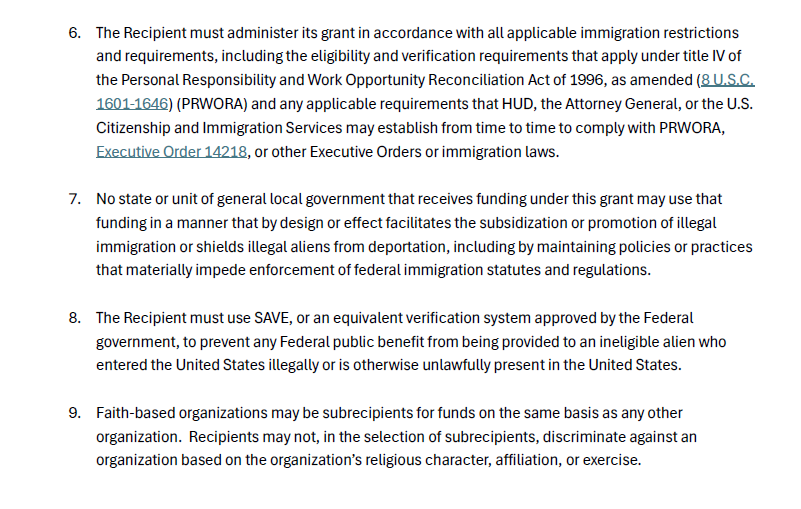 6. The Recipient must administer its grant in accordance with all applicable immigration restrictions
and requirements, including the eligibility and verification requirements that apply under title IV of
the Personal Responsibility and Work Opportunity Reconciliation Act of 1996, as amended (8 U.S.C.
1601-1646) (PRWORA) and any applicable requirements that HUD, the Attorney General, or the U.S.
Citizenship and Immigration Services may establish from time to time to comply with PRWORA,
Executive Order 14218, or other Executive Orders or immigration laws.
7. No state or unit of general local government that receives funding under this grant may use that
funding in a manner that by design or effect facilitates the subsidization or promotion of illegal
immigration or shields illegal aliens from deportation, including by maintaining policies or practices
that materially impede enforcement of federal immigration statutes and regulations.
8. The Recipient must use SAVE, or an equivalent verification system approved by the Federal
government, to prevent any Federal public benefit from being provided to an ineligible alien who
entered the United States illegally or is otherwise unlawfully present in the United States.
9. Faith-based organizations may be subrecipients for funds on the same basis as any other
organization.  Recipients may not, in the selection of subrecipients, discriminate against an
organization based on the organization’s religious character, affiliation, or exercise.